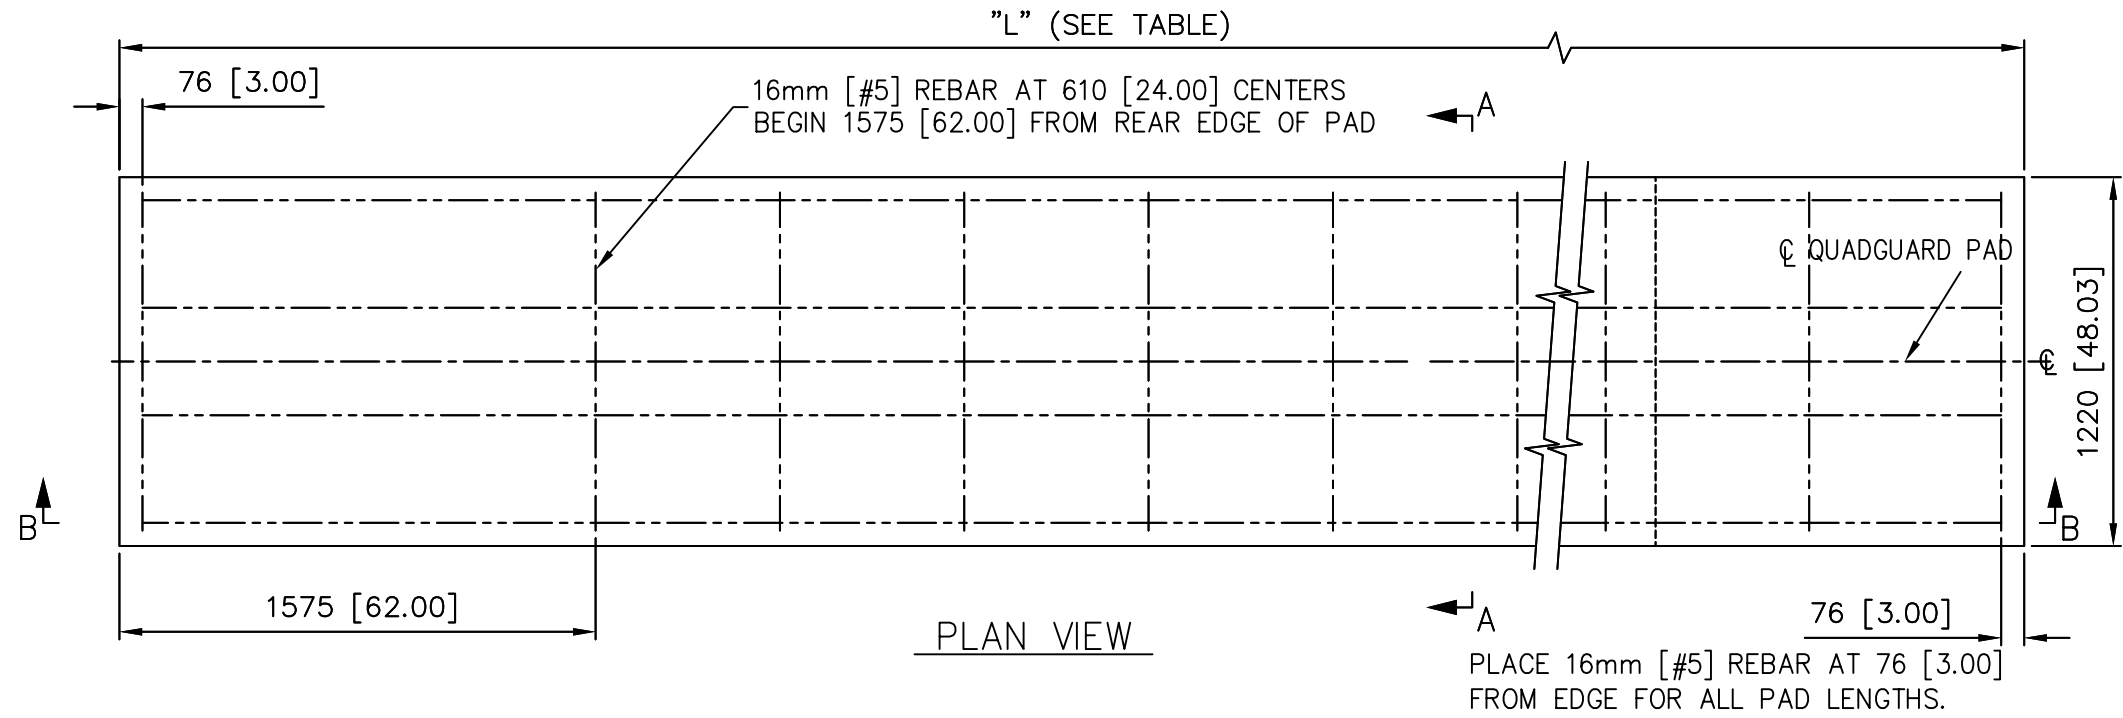 ”L” (SEE TABLE)
76 [3.00]
16mm [#5] REBAR AT 610 [24.00] CENTERS
BEGIN 1575 [62.00] FROM REAR EDGE OF PAD
A
℄ QUADGUARD PAD
℄
1220 [48.03]
B
B
1575 [62.00]
PLAN VIEW
A
76 [3.00]
PLACE 16mm [#5] REBAR AT 76 [3.00]
FROM EDGE FOR ALL PAD LENGTHS.